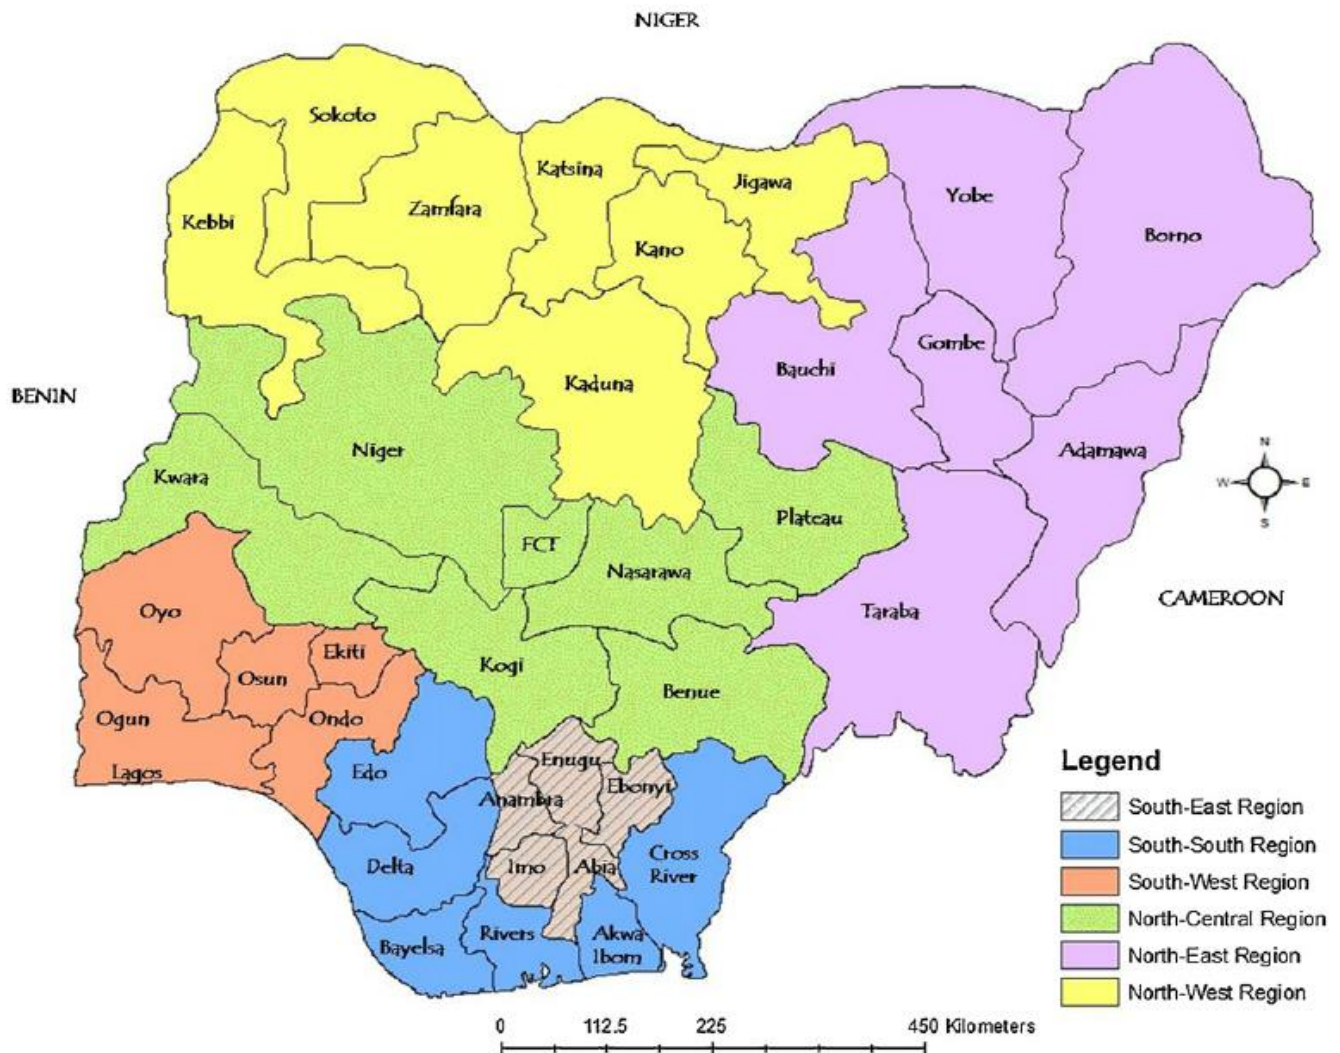 NIGER
Sokoto
Katsina
Jigawa
Kebbi
Zamfara
Yobe
Kano
Borno
Gombe
Bauchi
Kaduna
BENIN
Niger
Adamawa
Kwara
N
W E
S
Plateau
FCT
Nasarawa
CAMEROON
Oyo
Taraba
Ekiti
Kogi
Osun
Benue
Ogun
Ondo
Lagos
Edo
Enugu
Ebonyi
Anambra
Delta
Imo
Abia
Cross
River
Bayelsa
Rivers
Akwa
Ibom
Legend
South-East Region
South-South Region
South-West Region
North-Central Region
North-East Region
North-West Region
0 112.5 225 450 Kilometers